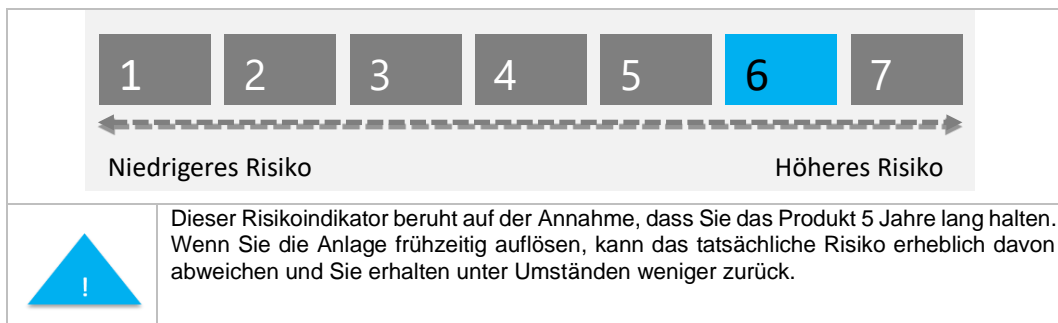 1 2 3 4 5 6 7
Niedrigeres Risiko Höheres Risiko
Dieser Risikoindikator beruht auf der Annahme, dass Sie das Produkt 5 Jahre lang halten.
Wenn Sie die Anlage frühzeitig auflösen, kann das tatsächliche Risiko erheblich davon
abweichen und Sie erhalten unter Umständen weniger zurück.
!